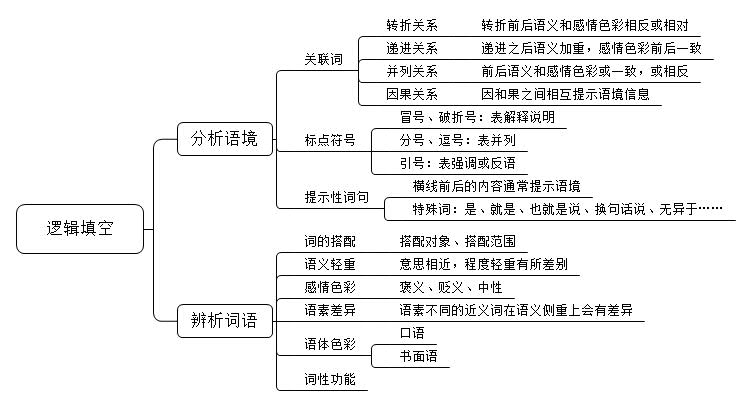 逻辑填空
分析语境
关联词
转折关系 转折前后语义和感情色彩相反或相对
递进关系 递进之后语义加重，感情色彩前后一致
并列关系 前后语义和感情色彩或一致，或相反
因果关系 因和果之间相互提示语境信息
标点符号
冒号、破折号：表解释说明
分号、逗号：表并列
引号：表强调或反语
提示性词句
横线前后的内容通常提示语境
特殊词：是、就是、也就是说、换句话说、无异于……
辨析词语
词的搭配 搭配对象、搭配范围
语义轻重 意思相近，程度轻重有所差别
感情色彩 褒义、贬义、中性
语素差异 语素不同的近义词在语义侧重上会有差异
语体色彩
口语
书面语
词性功能